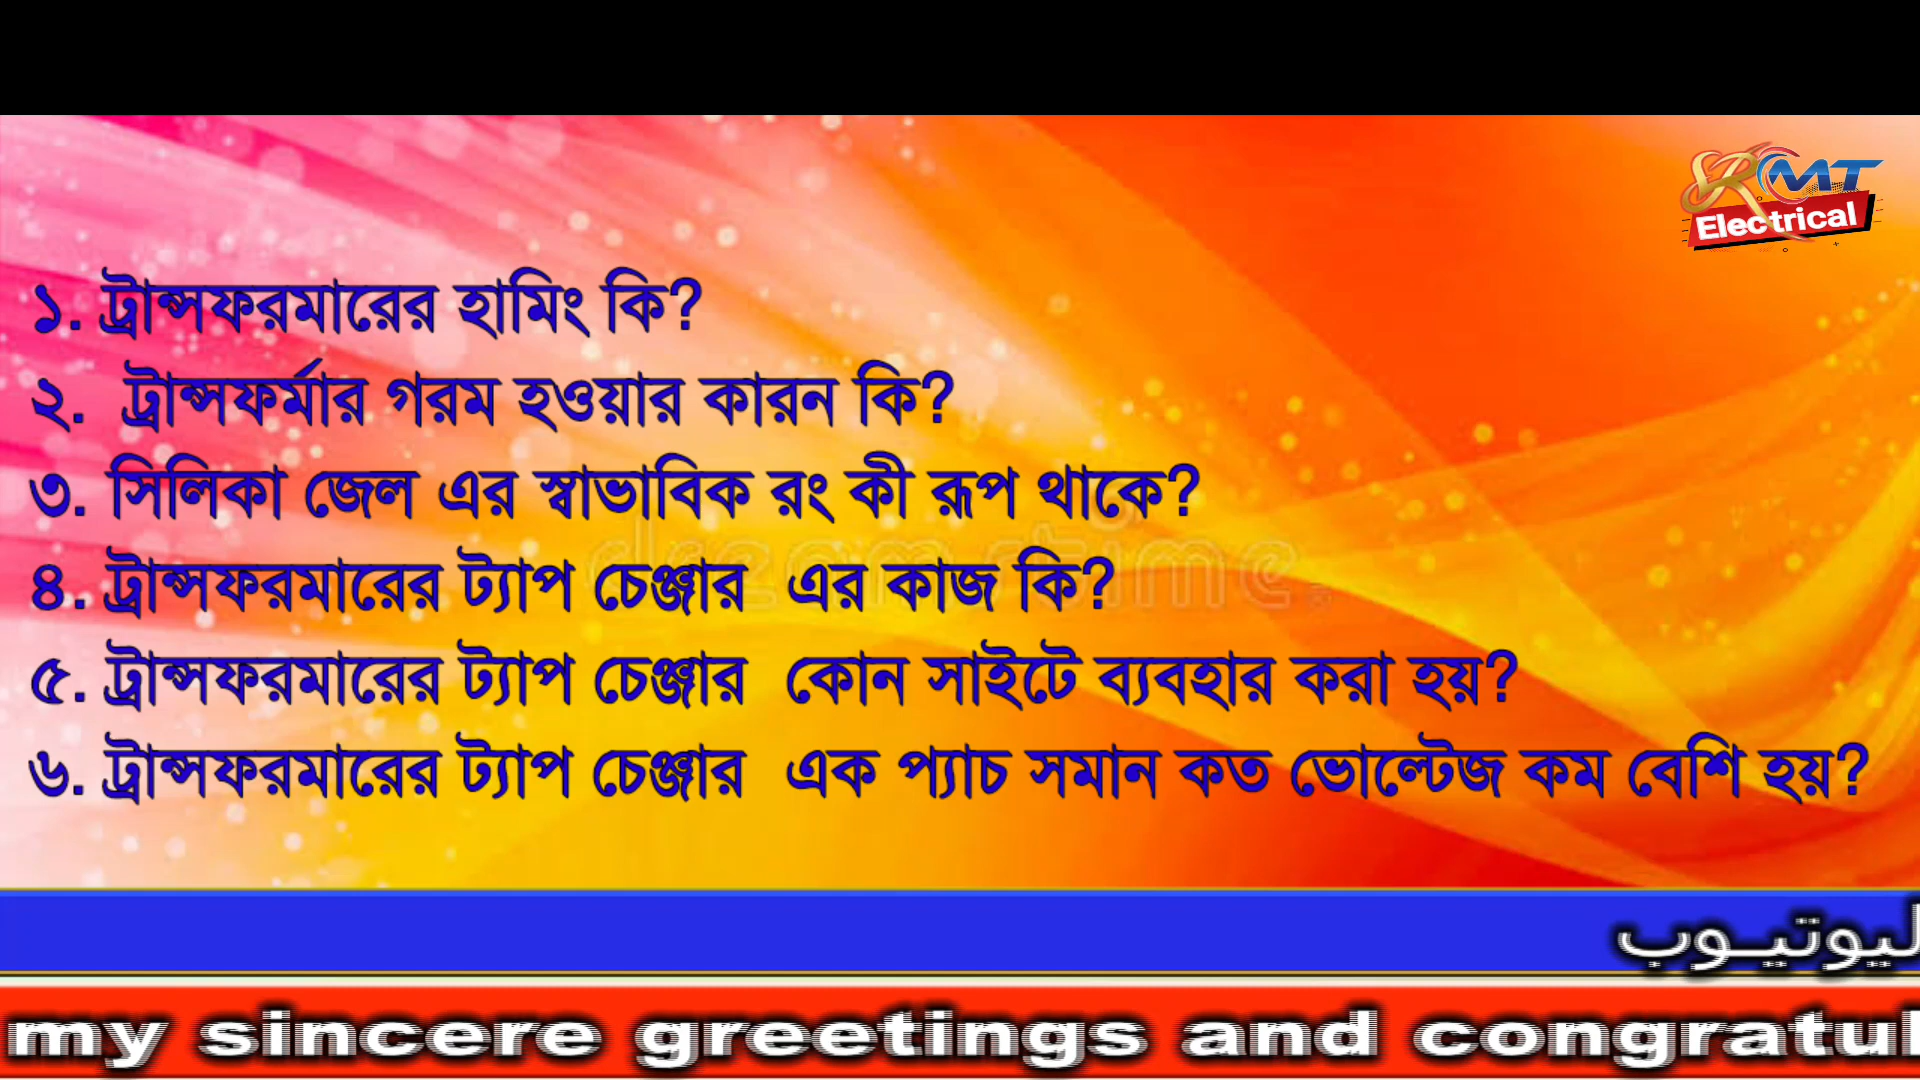 RMT
Electrical
১. ট্রান্সফরমারের হামিং কি?
২. ট্রান্সফর্মার গরম হওয়ার কারন কি?
৩. সিলিকা জেল এর স্বাভাবিক রং কী রূপ থাকে?
৪. ট্রান্সফরমারের ট্যাপ চেঞ্জার এর কাজ কি?
৫. ট্রান্সফরমারের ট্যাপ চেঞ্জার কোন সাইটে ব্যবহার করা হয়?
৬. ট্রান্সফরমারের ট্যাপ চেঞ্জার এক প্যাচ সমান কত ভোল্টেজ কম বেশি হয়?
dreamstime.
ليوتيوب
my sincere greetings and congratul